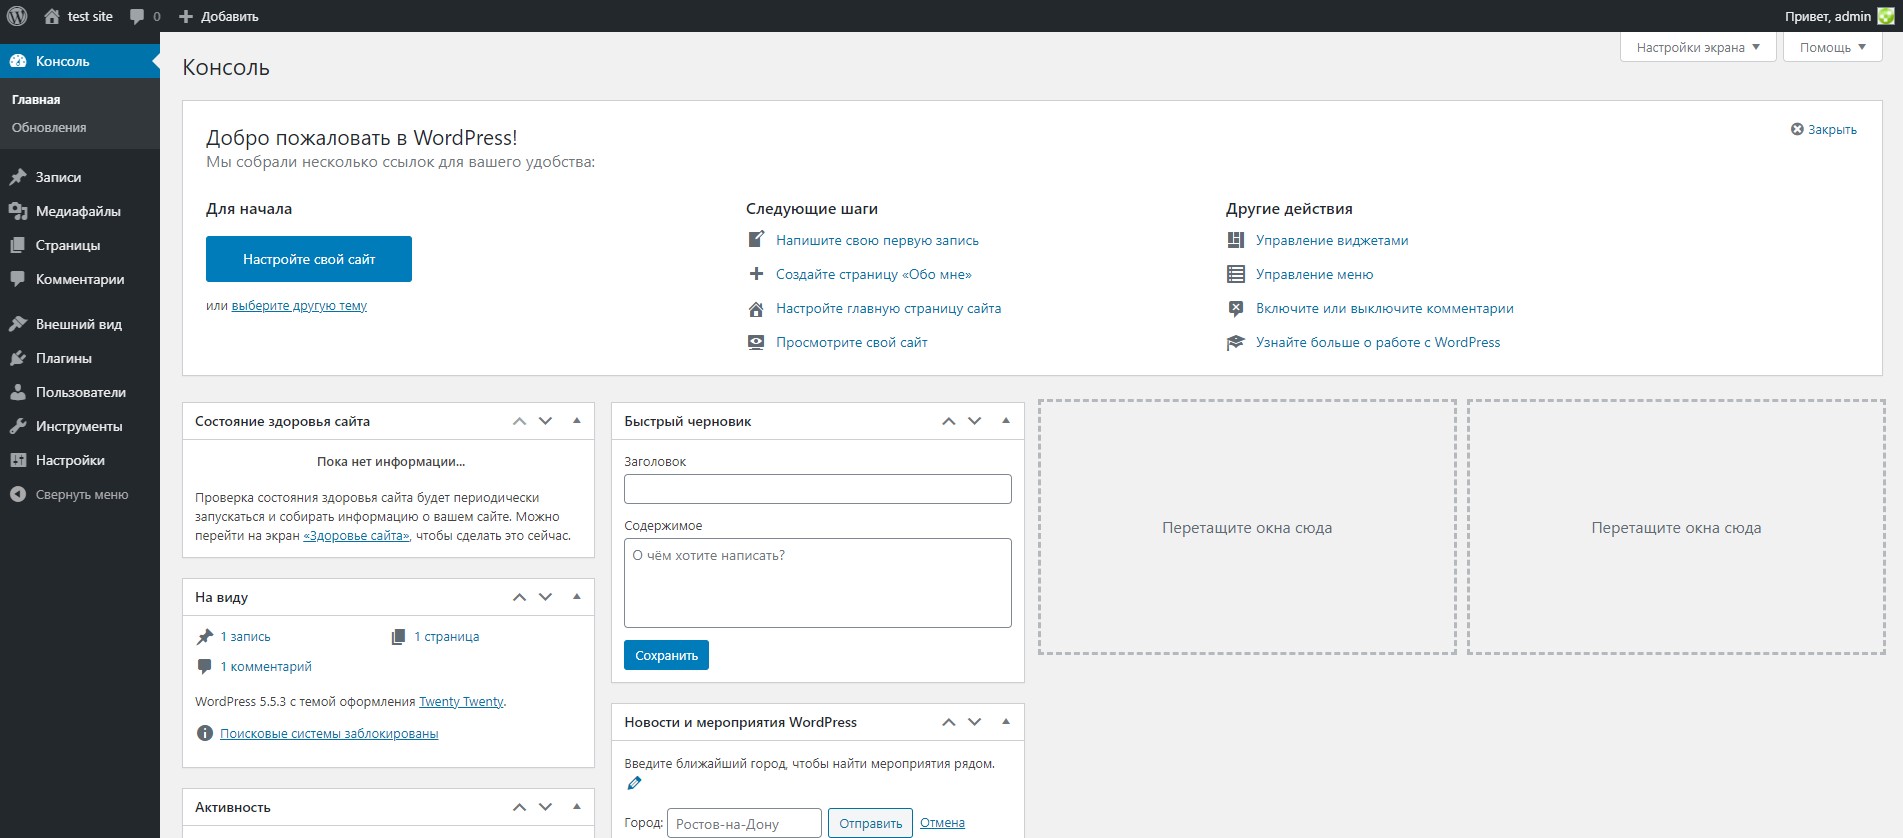 test site 0 Добавить
Привет, admin
Консоль
Главная
Обновления
Записи
Медиафайлы
Страницы
Комментарии
Внешний вид
Плагины
Пользователи
Инструменты
Настройки
Свернуть меню
Настройки экрана
Помощь
Консоль
Добро пожаловать в WordPress!
Мы собрали несколько ссылок для вашего удобства:
Закрыть
Для начала
Настройте свой сайт
или выберите другую тему
Следующие шаги
Напишите свою первую запись
Создайте страницу «Обо мне»
Настройте главную страницу сайта
Просмотрите свой сайт
Другие действия
Управление виджетами
Управление меню
Включите или выключите комментарии
Узнайте больше о работе с WordPress
Состояние здоровья сайта
Пока нет информации...
Проверка состояния здоровья сайта будет периодически
запускаться и собирать информацию о вашем сайте. Можно
перейти на экран «Здоровье сайта», чтобы сделать это сейчас.
На виду
1 запись
1 страница
1 комментарий
WordPress 5.5.3 с темой оформления Twenty Twenty.
Поисковые системы заблокированы
Активность
Быстрый черновик
Заголовок
Содержимое
О чём хотите написать?
Сохранить
Новости и мероприятия WordPress
Введите ближайший город, чтобы найти мероприятия рядом.
Город: Ростов-на-Дону Отправить Отмена
Перетащите окна сюда
Перетащите окна сюда